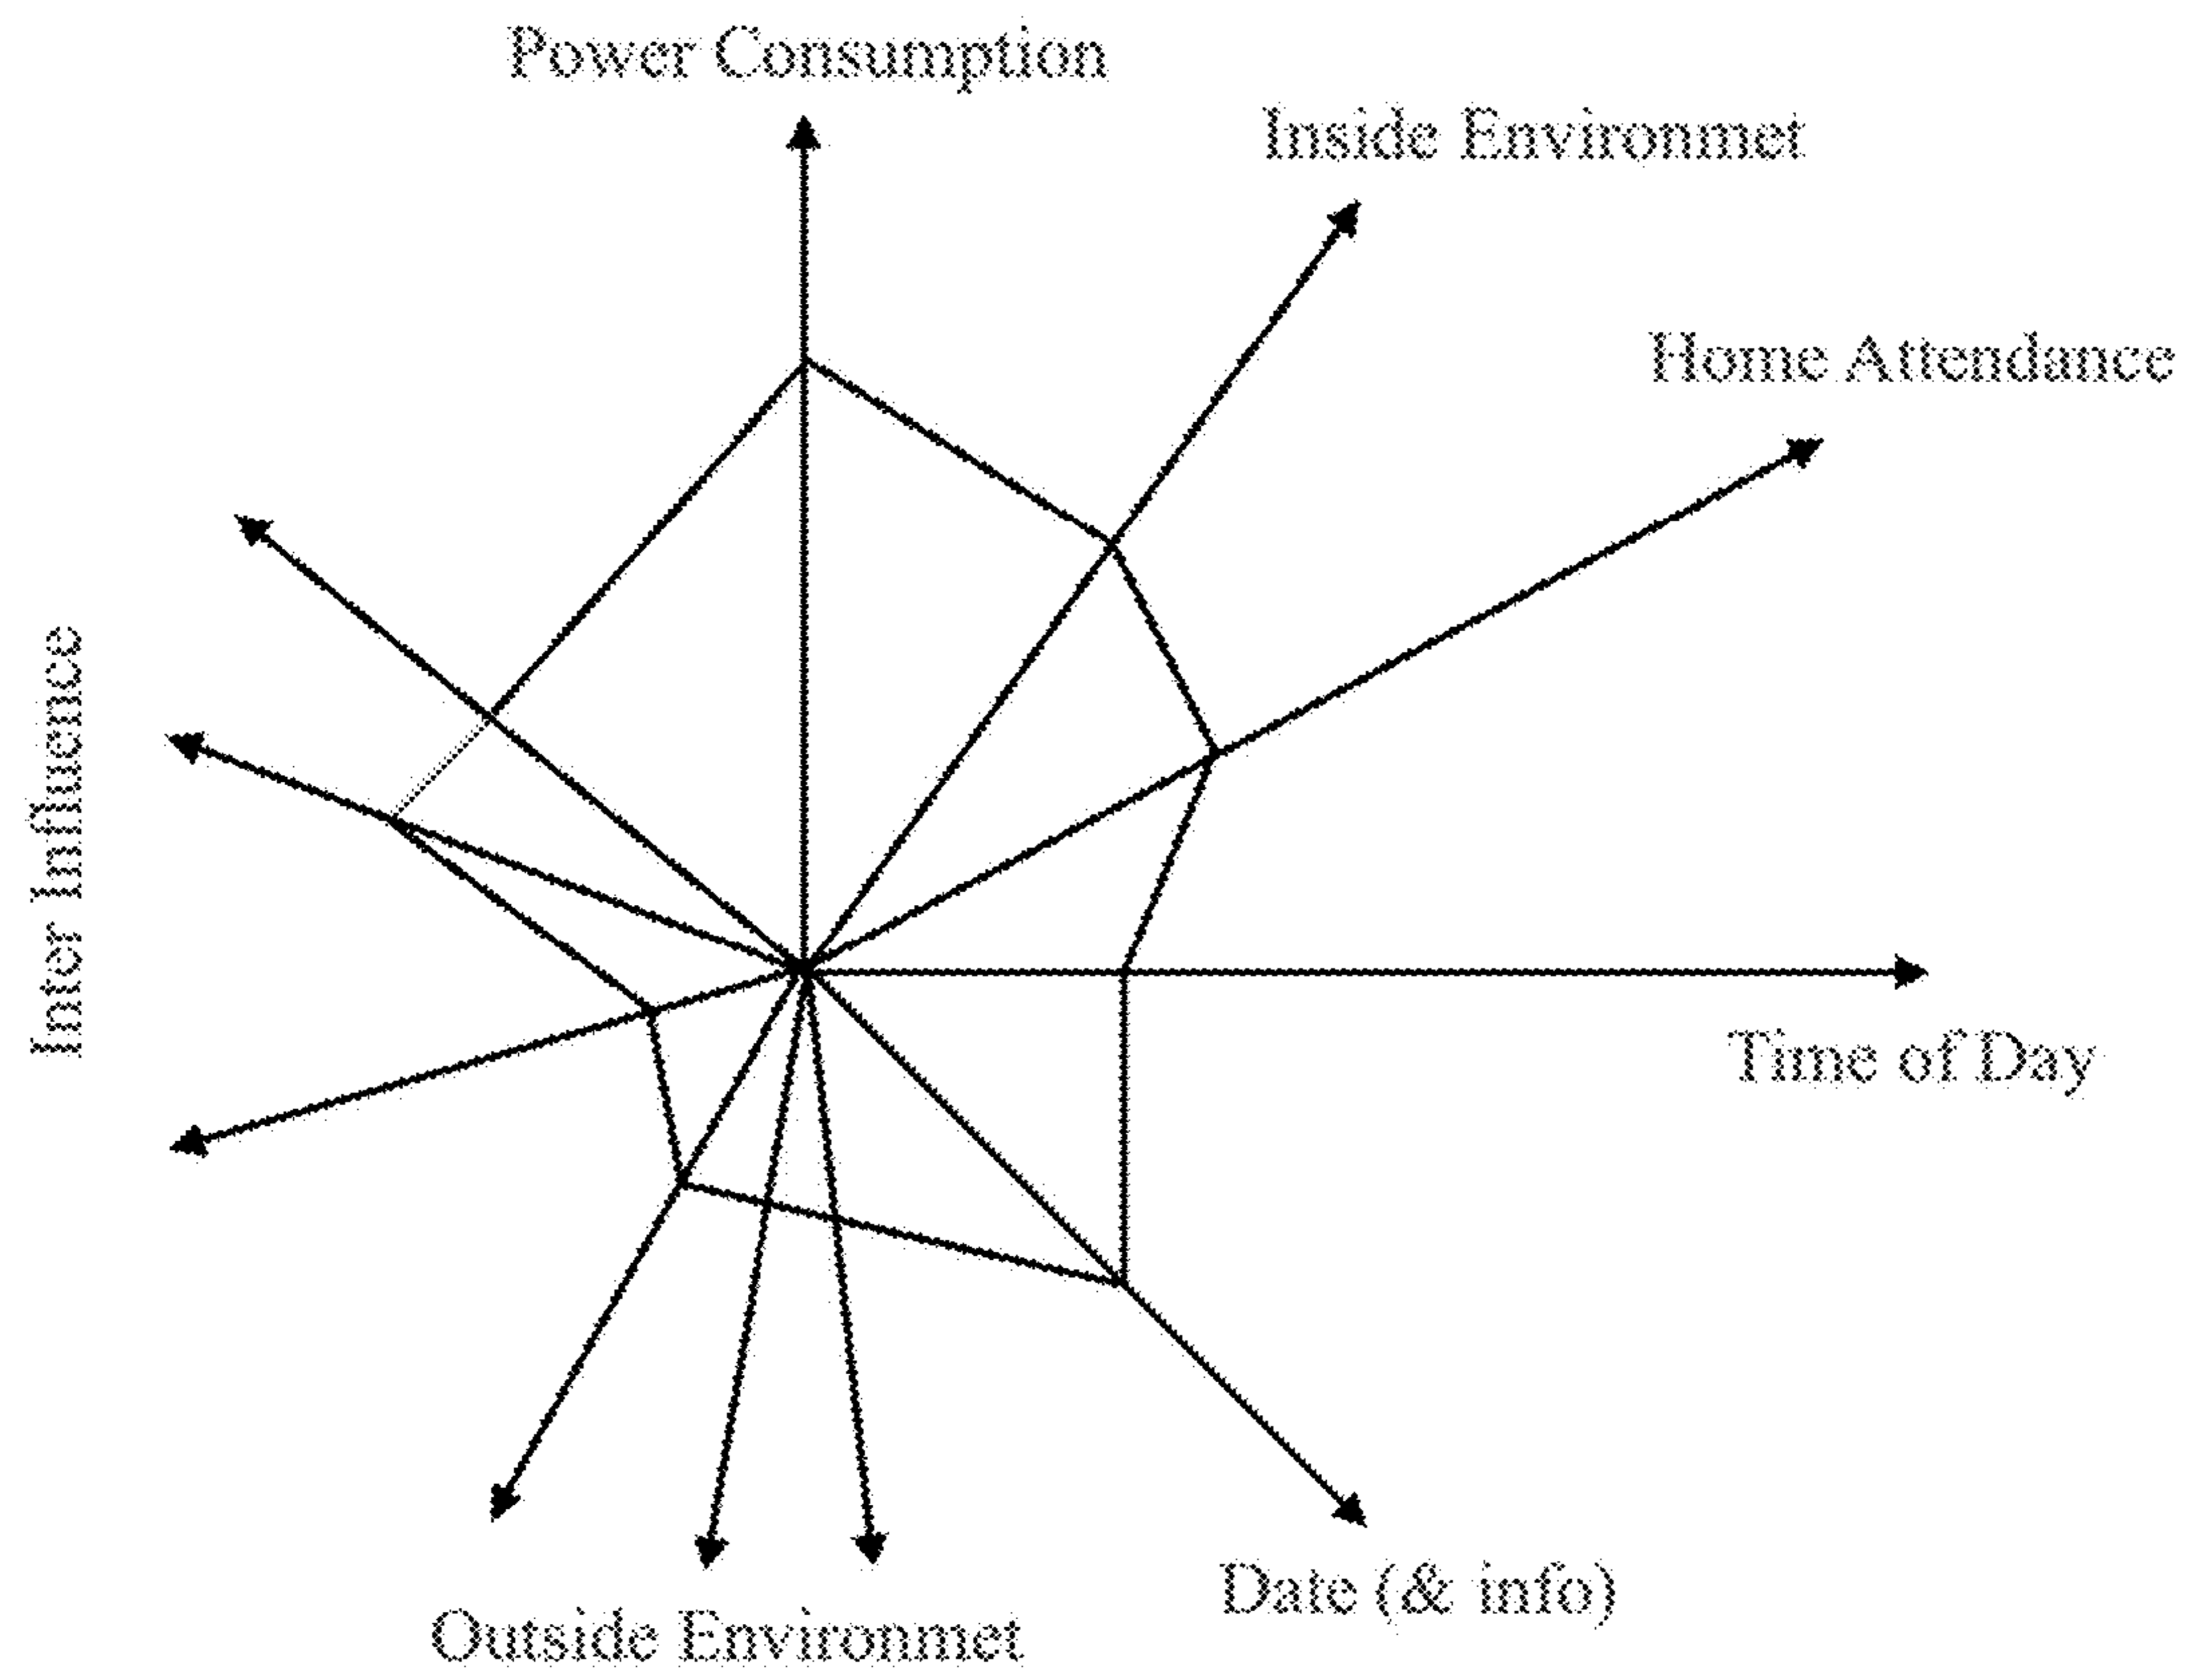 Power Consumption
Inside Environmet
Home Attendance
Inter Influence
Time of Day
Date (& info)
Outside Environmet